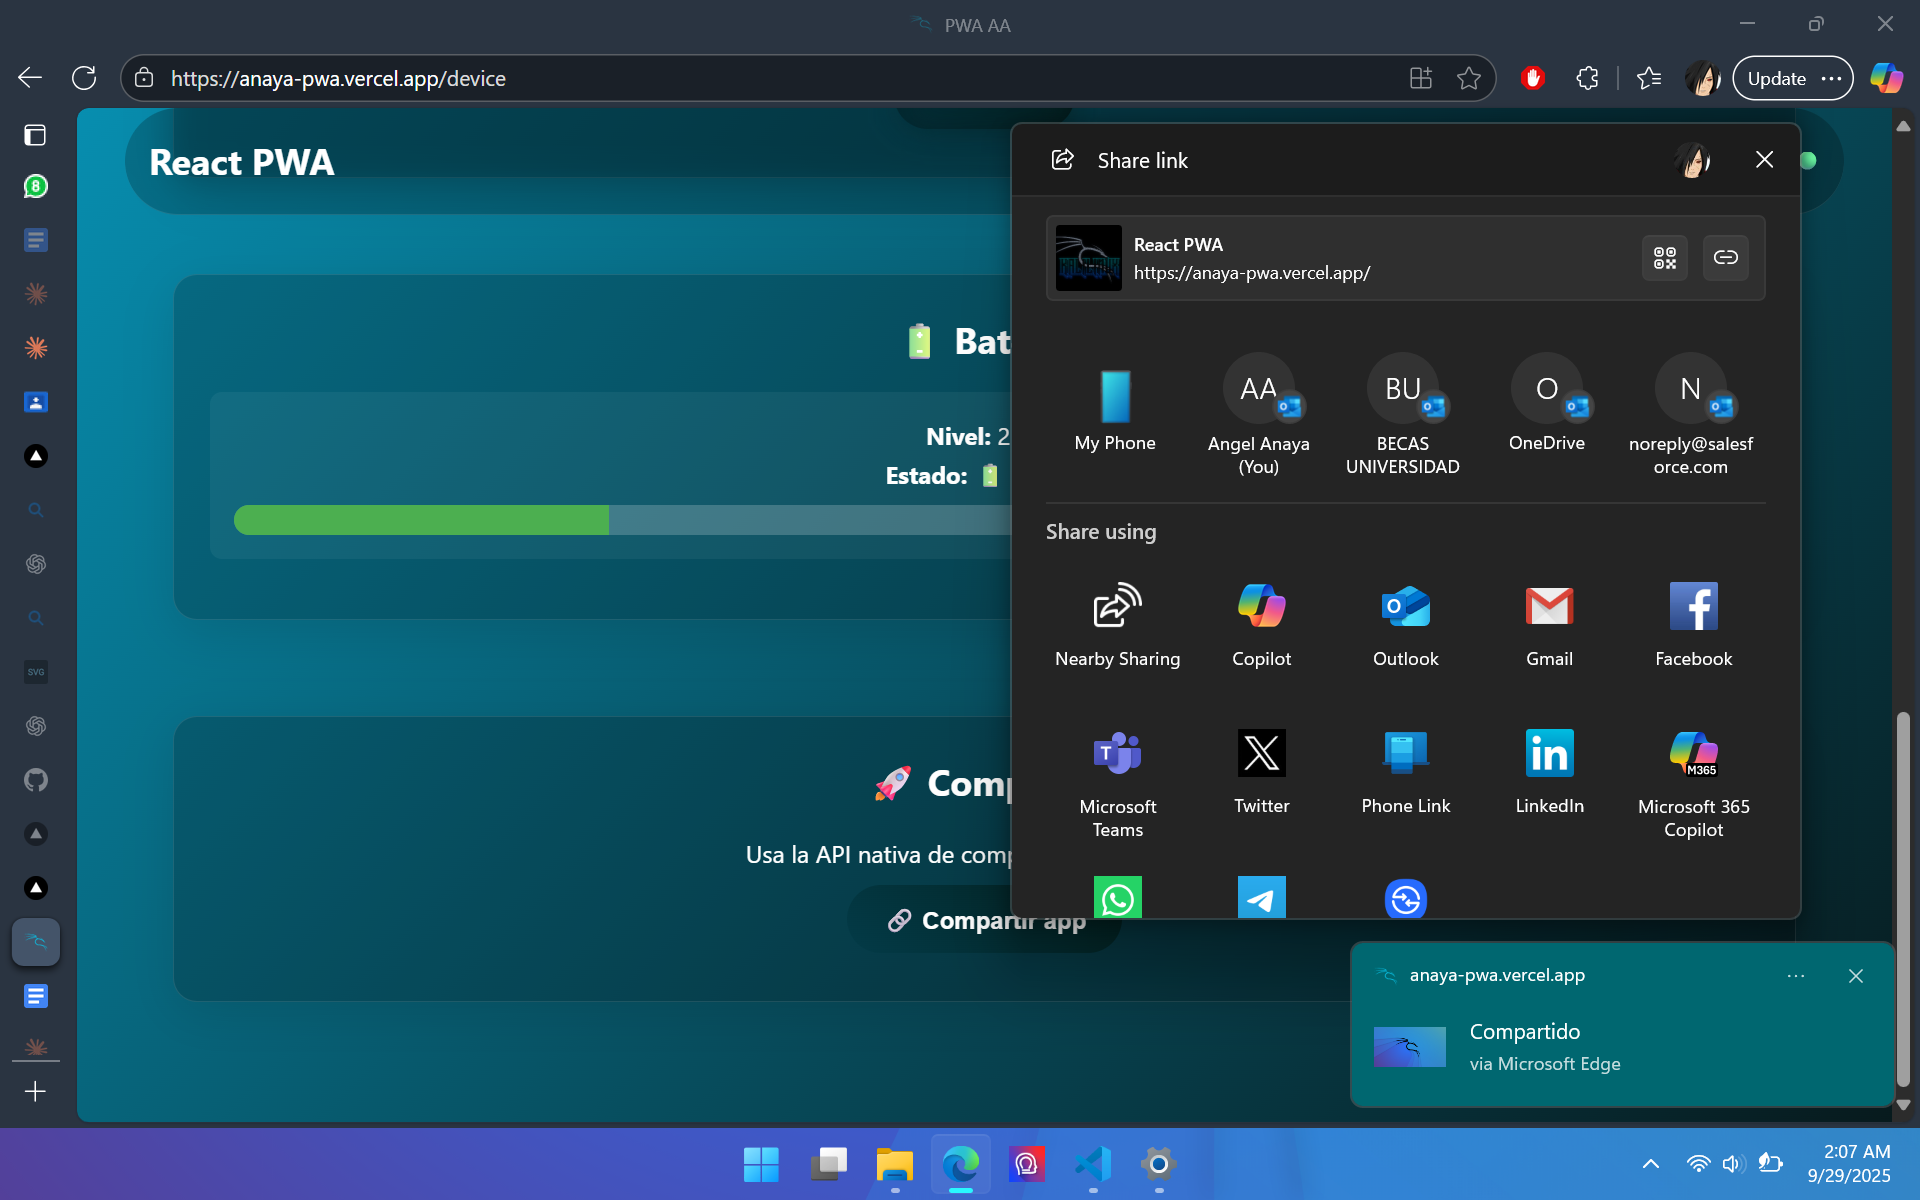 PWA AA
https://anaya-pwa.vercel.app/device
Update
8
SVG
React PWA
Bat
Nivel: 2
Estado:
Comp
Usa la API nativa de comp
Compartir app
Share link
React PWA
https://anaya-pwa.vercel.app/
My Phone
AA
Angel Anaya
(You)
BU
BECAS
UNIVERSIDAD
O
OneDrive
N
noreply@salesf
orce.com
Share using
Nearby Sharing
Copilot
Outlook
Gmail
Facebook
Microsoft
Teams
Twitter
Phone Link
LinkedIn
M365
Microsoft 365
Copilot
anaya-pwa.vercel.app
Compartido
via Microsoft Edge
2:07 AM
9/29/2025